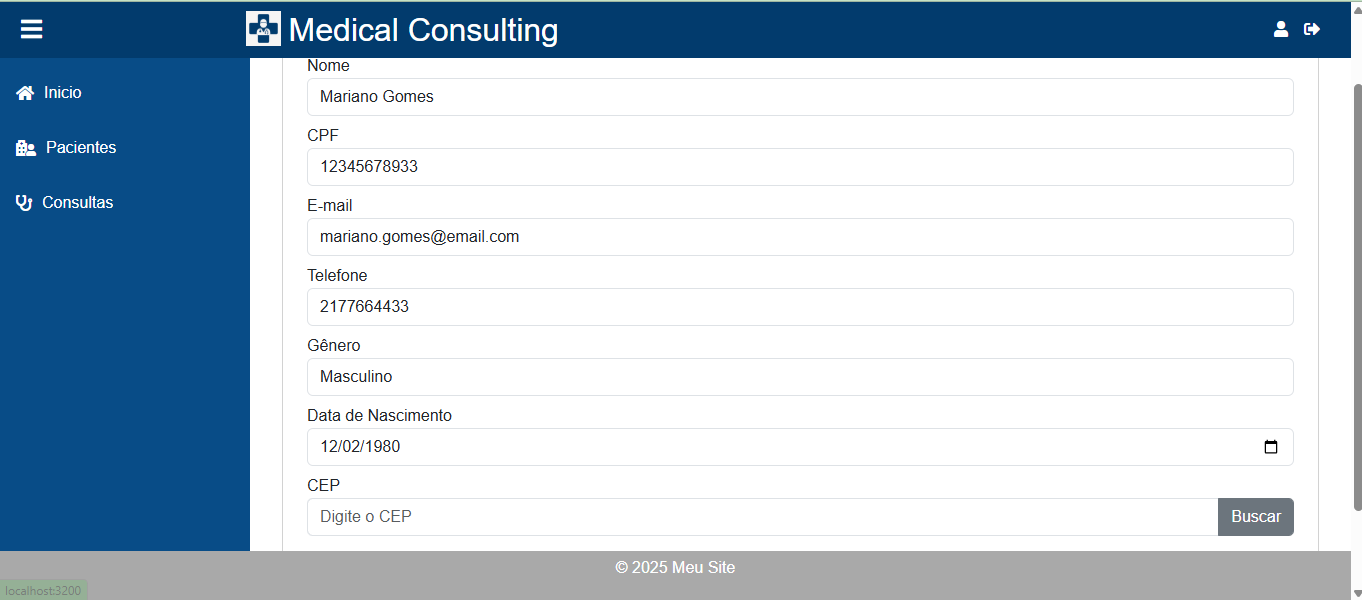 Medical Consulting
Inicio
Pacientes
Consultas
Nome
Mariano Gomes
CPF
12345678933
E-mail
mariano.gomes@email.com
Telefone
2177664433
Gênero
Masculino
Data de Nascimento
12/02/1980
CEP
Digite o CEP
Buscar
© 2025 Meu Site
localhost:3200